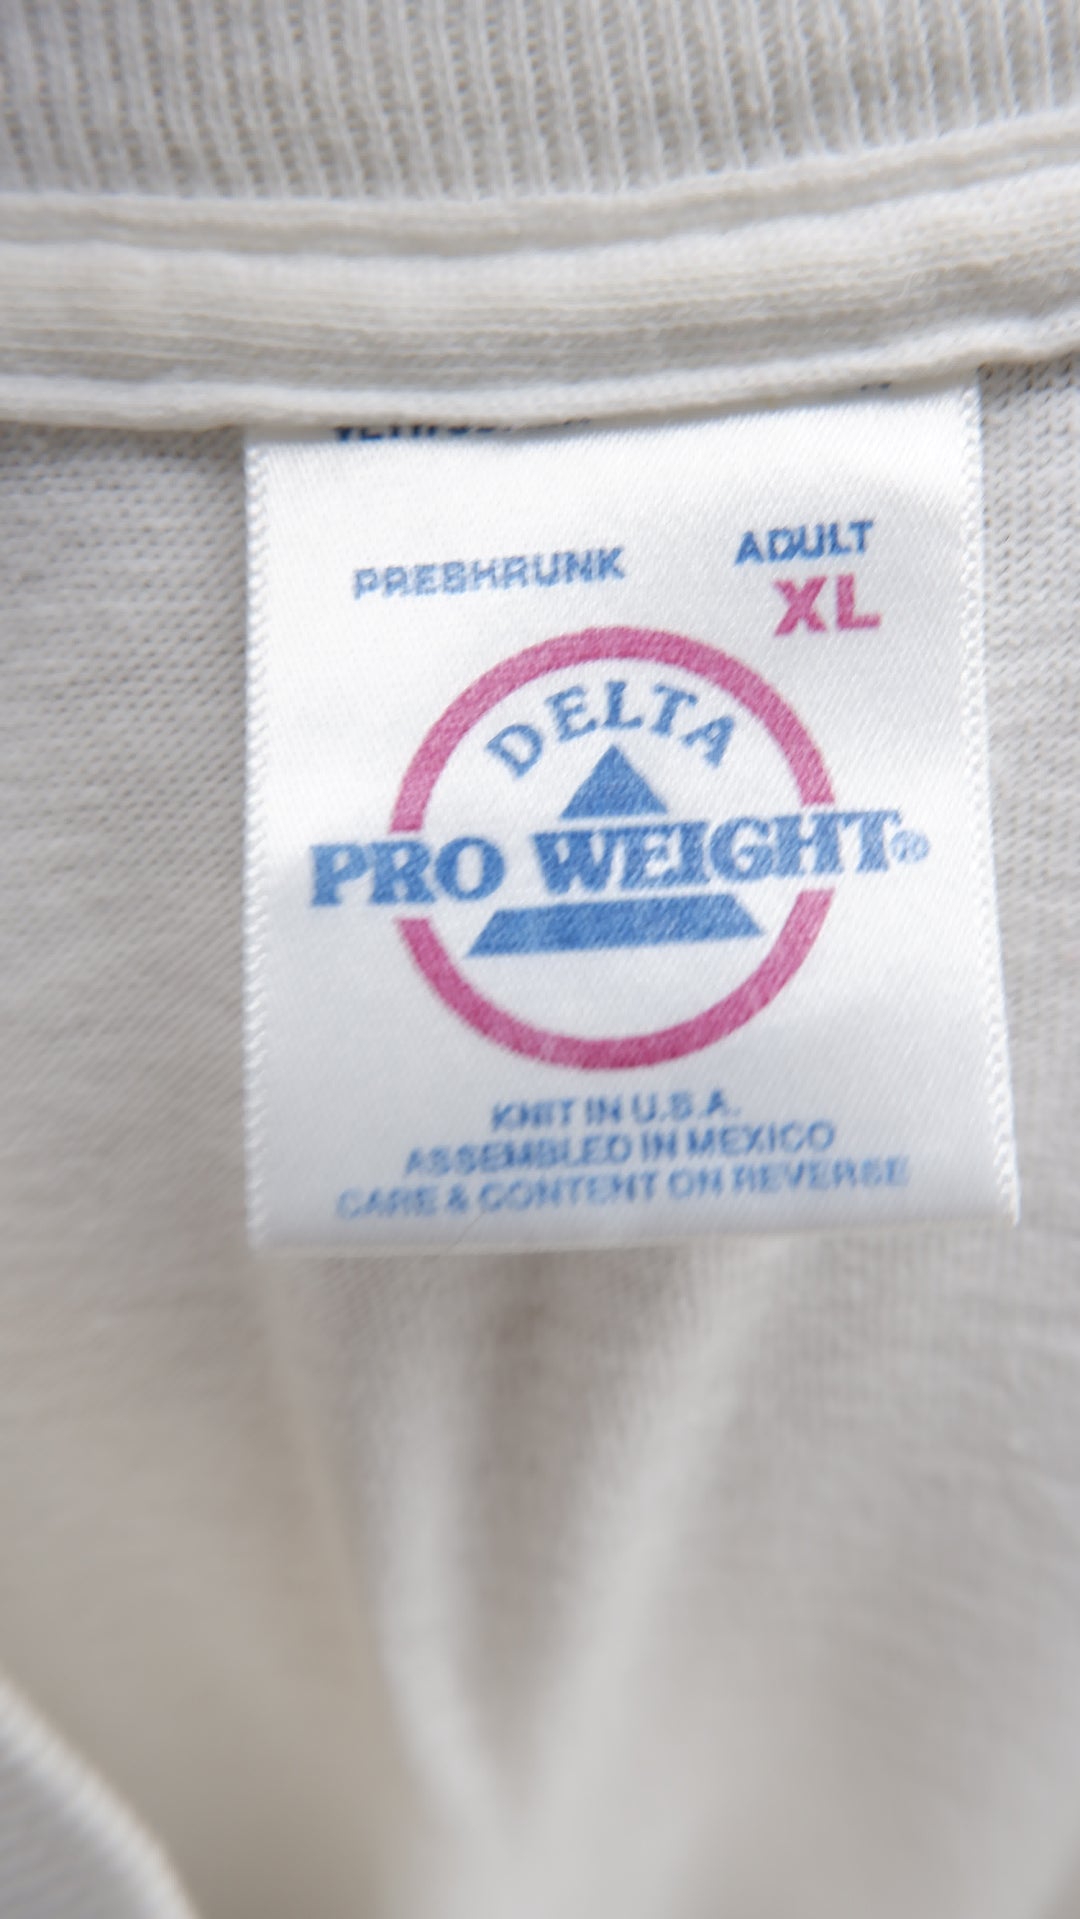 PRESHRUNK
ADULT
XL
DELTA
PRO WEIGHT®
KNIT IN U.S.A.
ASSEMBLED IN MEXICO
CARE & CONTENT ON REVERSE